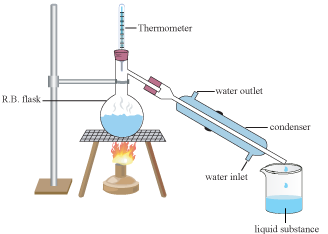 Thermometer
R.B. flask
water outlet
condenser
water inlet
liquid substance